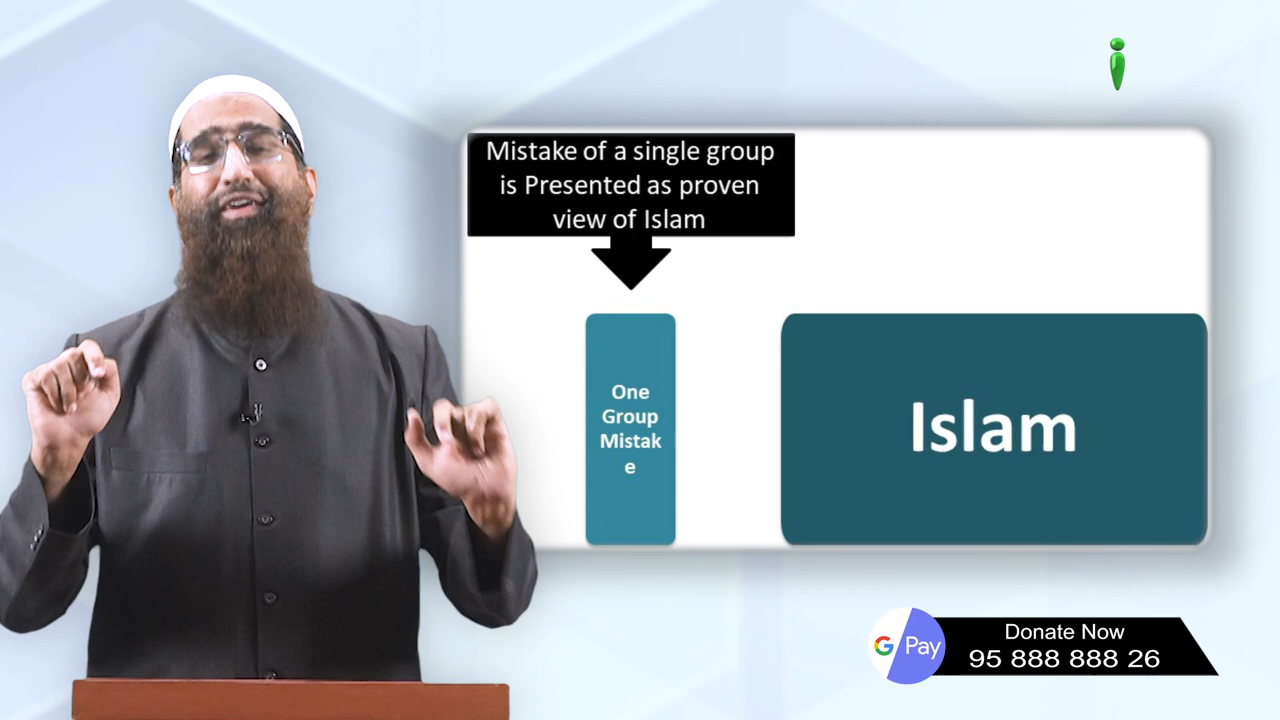 Mistake of a single group
is Presented as proven
view of Islam
One
Group
Mistak
e
Islam
G Pay
Donate Now
95 888 888 26